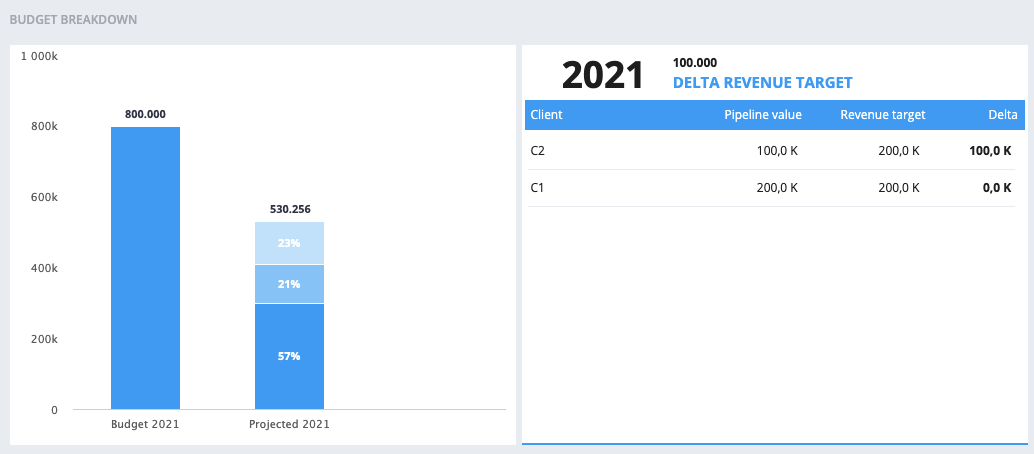 BUDGET BREAKDOWN
1 000k
800k
600k
400k
200k
0
800.000
530.256
23%
21%
57%
Budget 2021
Projected 2021
2021
100.000
DELTA REVENUE TARGET
Client Pipeline value Revenue target Delta
C2 100,0 K 200,0 K 100,0 K
C1 200,0 K 200,0 K 0,0 K